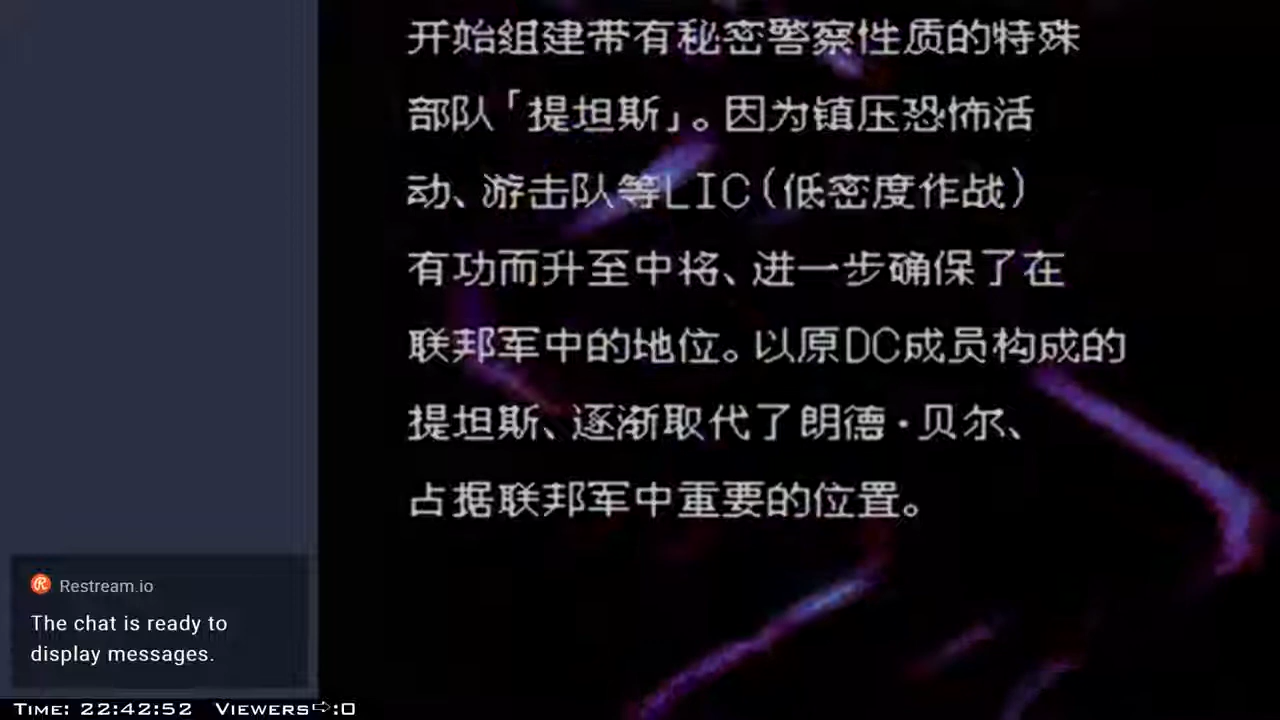 开始组建带有秘密警察性质的特殊
部队「提坦斯」。因为镇压恐怖活
动、游击队等LIC(低密度作战)
有功而升至中将、进一步确保了在
联邦军中的地位。以原DC成员构成的
提坦斯、逐渐取代了朗德·贝尔、
占据联邦军中重要的位置。
Restream.io
The chat is ready to
display messages.
Time: 22:42:52 Viewers⇨:0